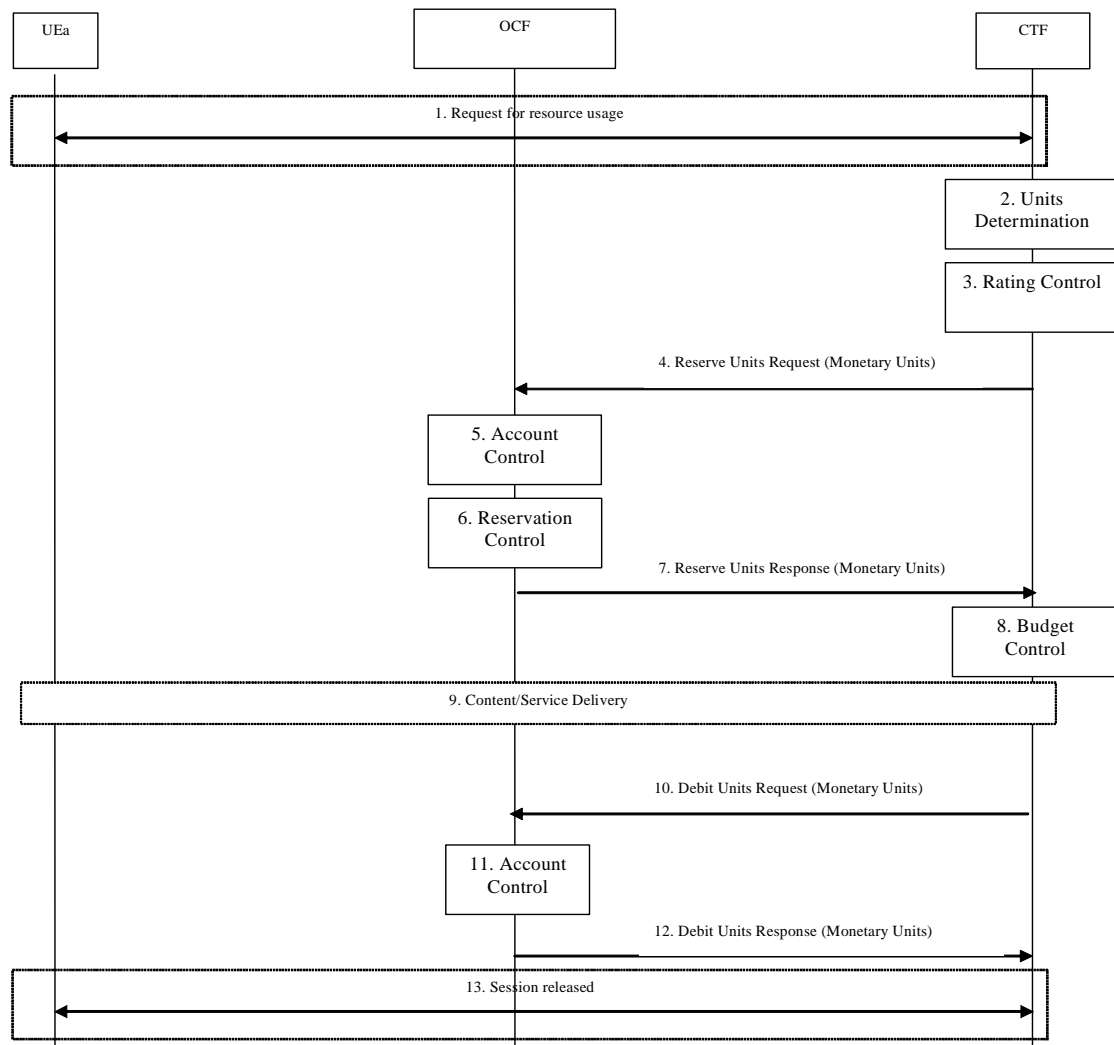 UEa
OCF
CTF
1. Request for resource usage
2. Units
Determination
3. Rating Control
4. Reserve Units Request (Monetary Units)
5. Account
Control
6. Reservation
Control
7. Reserve Units Response (Monetary Units)
8. Budget
Control
9. Content/Service Delivery
10. Debit Units Request (Monetary Units)
11. Account
Control
12. Debit Units Response (Monetary Units)
13. Session released